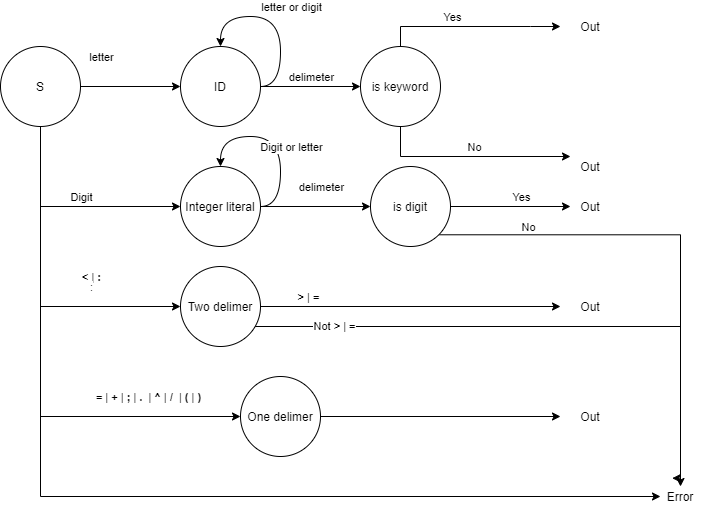 letter or digit
Yes
Out
letter
S
ID
delimeter
is keyword
No
Out
Digit or letter
delimeter
Digit
Integer literal
is digit
Yes
Out
No
< | :
:
> | =
Two delimer
Out
Not > | =
= | + | ; | . | ^ | / | ( | )
One delimer
Out
Error